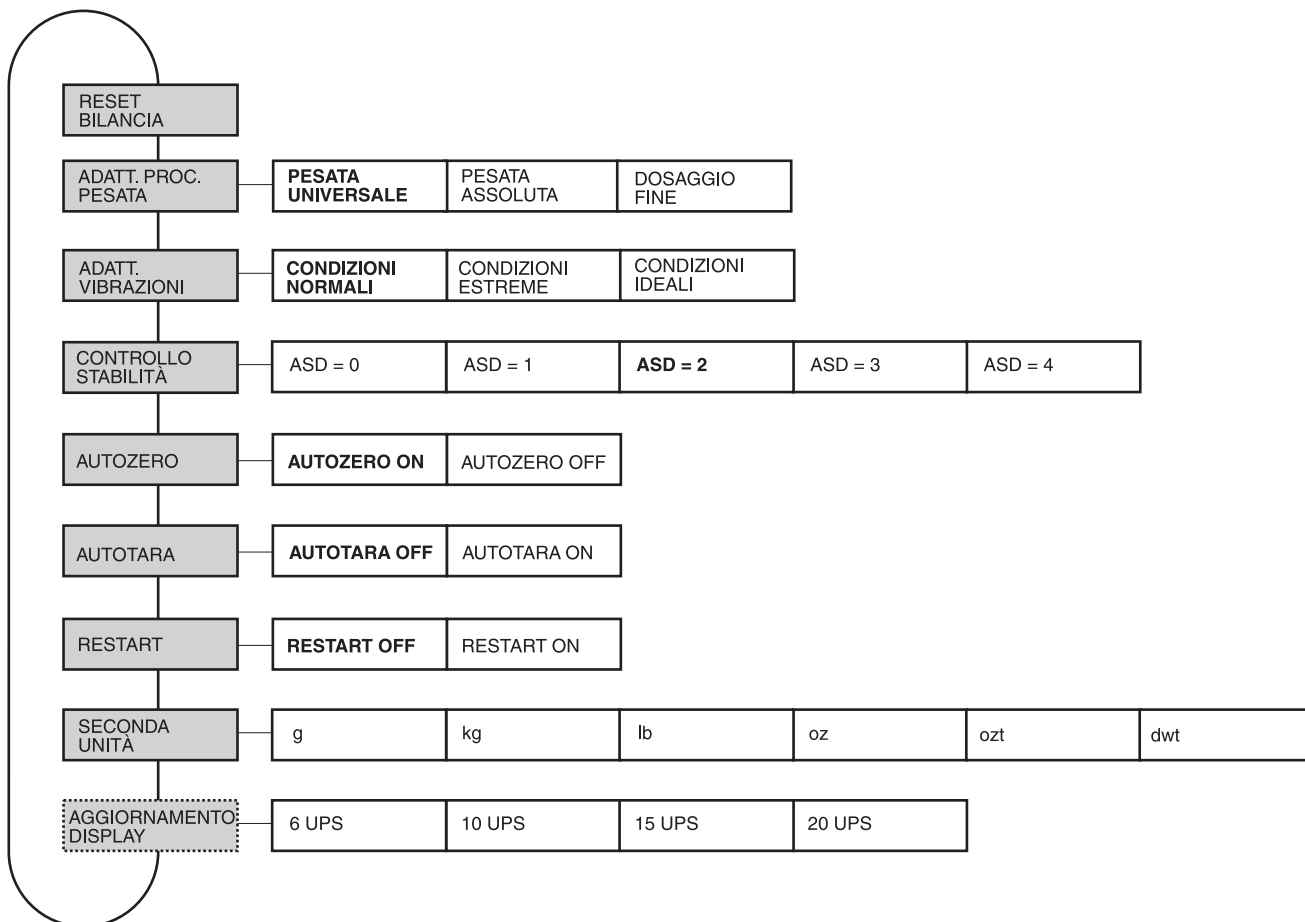 RESET
BILANCIA
ADATT. PROC.
PESATA
PESATA
UNIVERSALE
PESATA
ASSOLUTA
DOSAGGIO
FINE
ADATT.
VIBRAZIONI
CONDIZIONI
NORMALI
CONDIZIONI
ESTREME
CONDIZIONI
IDEALI
CONTROLLO
STABILITÀ
ASD = 0
ASD = 1
ASD = 2
ASD = 3
ASD = 4
AUTOZERO
AUTOZERO ON
AUTOZERO OFF
AUTOTARA
AUTOTARA OFF
AUTOTARA ON
RESTART
RESTART OFF
RESTART ON
SECONDA
UNITÀ
g
kg
lb
oz
ozt
dwt
AGGIORNAMENTO
DISPLAY
6 UPS
10 UPS
15 UPS
20 UPS